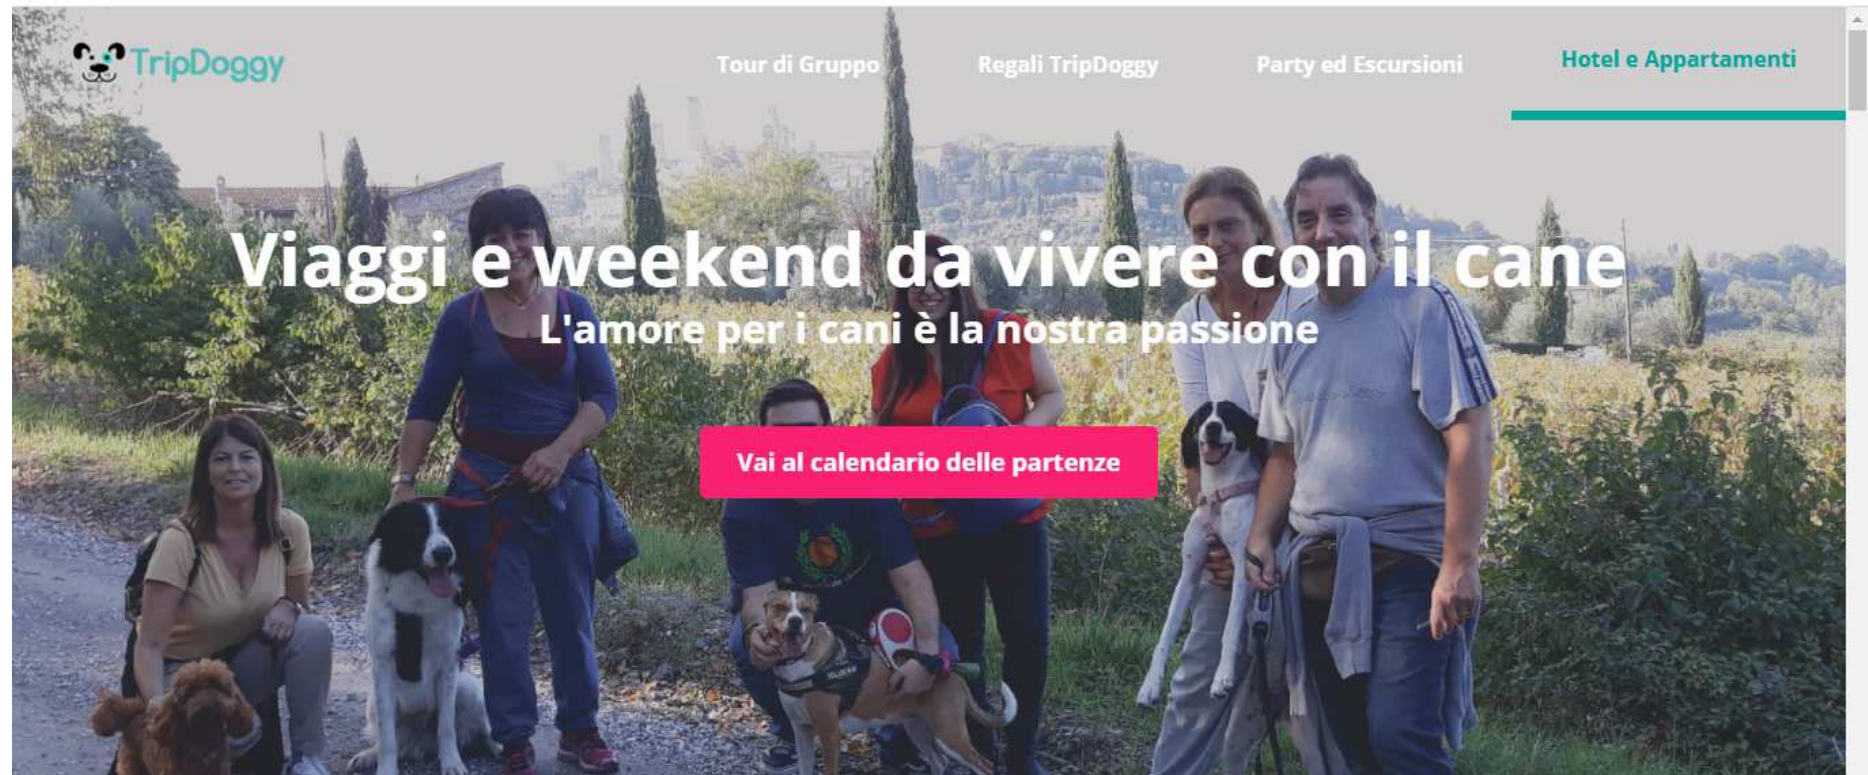 TripDoggy
Tour di Gruppo
Regali TripDoggy
Party ed Escursioni
Hotel e Appartamenti
Viaggi e weekend da vivere con il cane
L'amore per i cani è la nostra passione
Vai al calendario delle partenze